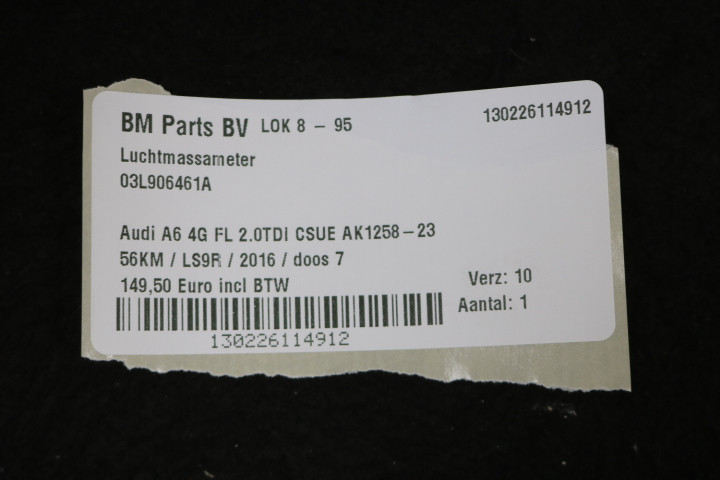 BM Parts BV LOK 8 - 95 130226114912
Luchtmassameter
03L906461A
Audi A6 4G FL 2.0TDI CSUE AK1258-23
56KM / LS9R / 2016 / doos 7
149,50 Euro incl BTW Verz: 10
Aantal: 1
130226114912